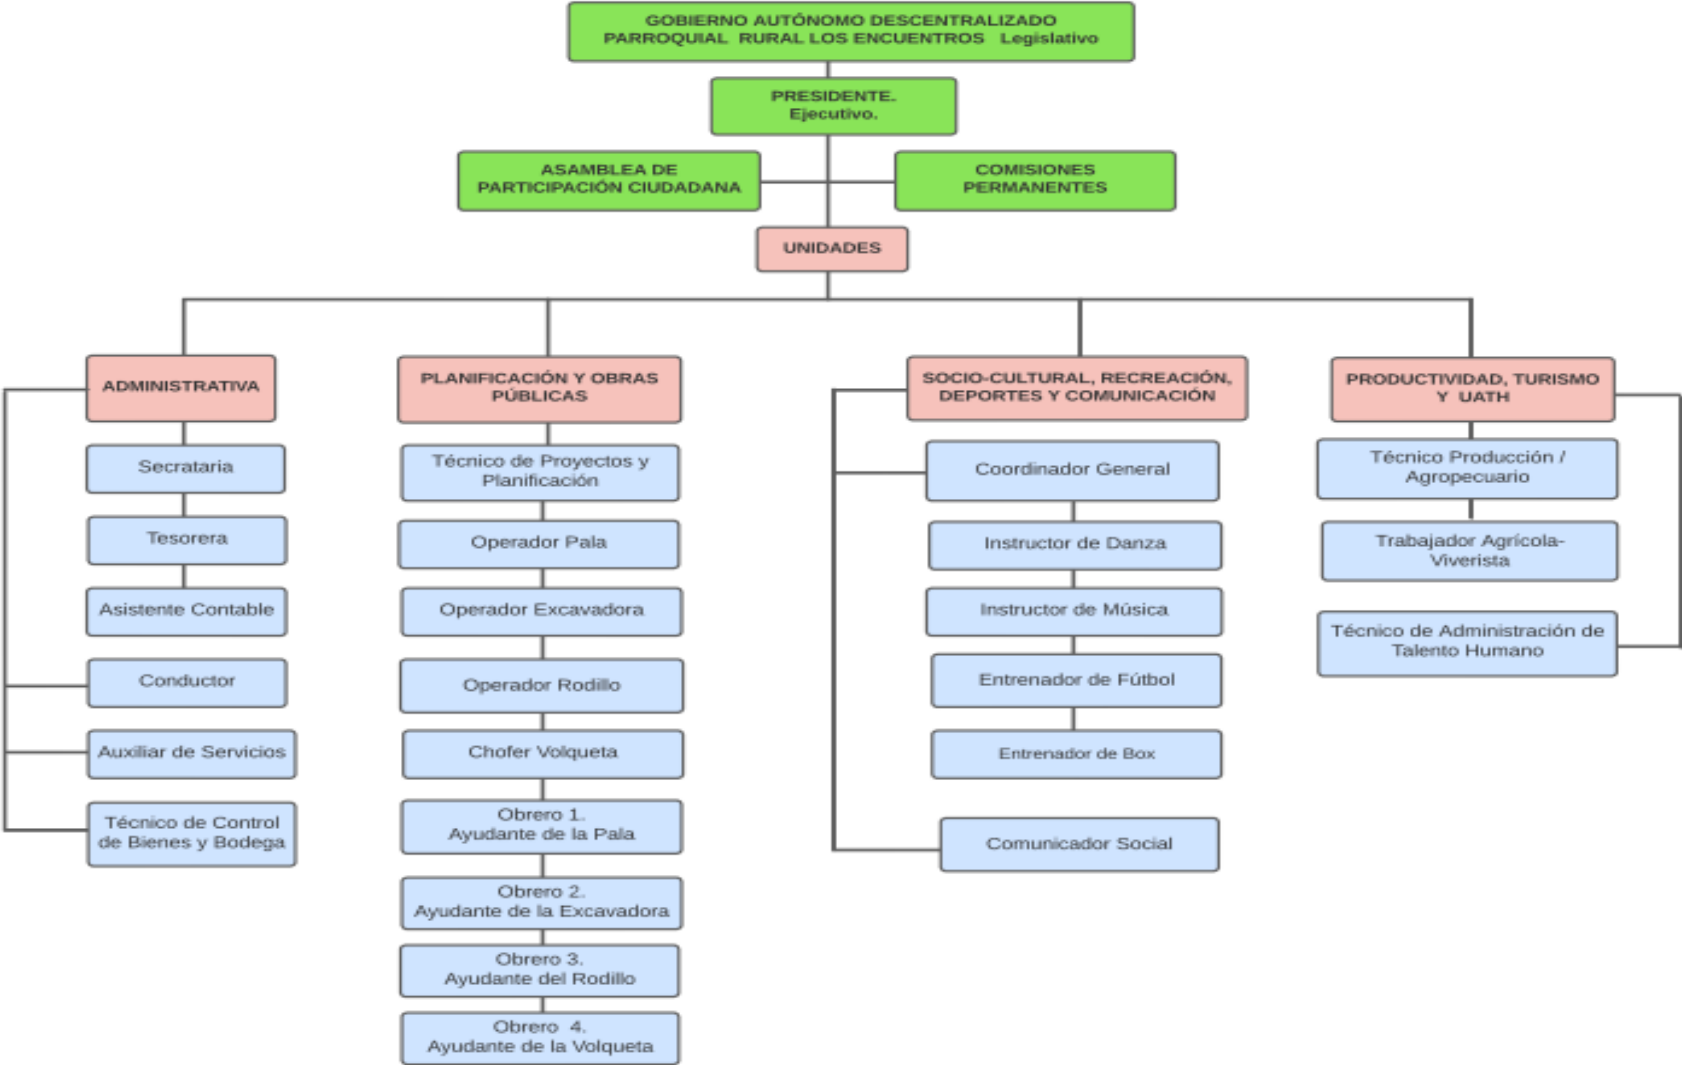 GOBIERNO AUTÓNOMO DESCENTRALIZADO
PARROQUIAL RURAL LOS ENCUENTROS Legislativo
PRESIDENTE.
Ejecutivo.
ASAMBLEA DE
PARTICIPACIÓN CIUDADANA
COMISIONES
PERMANENTES
UNIDADES
ADMINISTRATIVA
Secrataria
Tesorera
Asistente Contable
Conductor
Auxiliar de Servicios
Técnico de Control
de Bienes y Bodega
PLANIFICACIÓN Y OBRAS
PÚBLICAS
Técnico de Proyectos y
Planificación
Operador Pala
Operador Excavadora
Operador Rodillo
Chofer Volqueta
Obrero 1.
Ayudante de la Pala
Obrero 2.
Ayudante de la Excavadora
Obrero 3.
Ayudante del Rodillo
Obrero 4.
Ayudante de la Volqueta
SOCIO-CULTURAL, RECREACIÓN,
DEPORTES Y COMUNICACIÓN
Coordinador General
Instructor de Danza
Instructor de Música
Entrenador de Fútbol
Entrenador de Box
Comunicador Social
PRODUCTIVIDAD, TURISMO
Y UATH
Técnico Producción /
Agropecuario
Trabajador Agrícola-
Viverista
Técnico de Administración de
Talento Humano